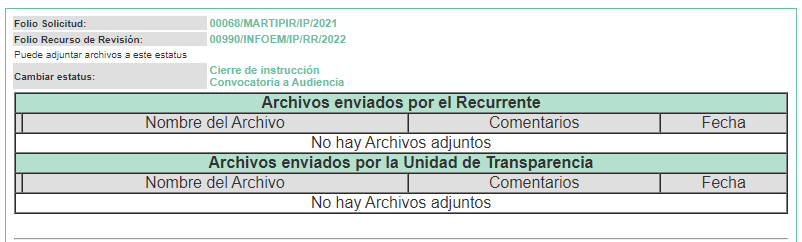 Folio Solicitud: 00068/MARTIPIR/IP/2021
Folio Recurso de Revisión: 00990/INFOEM/IP/RR/2022
Puede adjuntar archivos a este estatus
Cambiar estatus: Cierre de instrucción
Convocatoria a Audiencia
Archivos enviados por el Recurrente
Nombre del Archivo Comentarios Fecha
No hay Archivos adjuntos
Archivos enviados por la Unidad de Transparencia
Nombre del Archivo Comentarios Fecha
No hay Archivos adjuntos